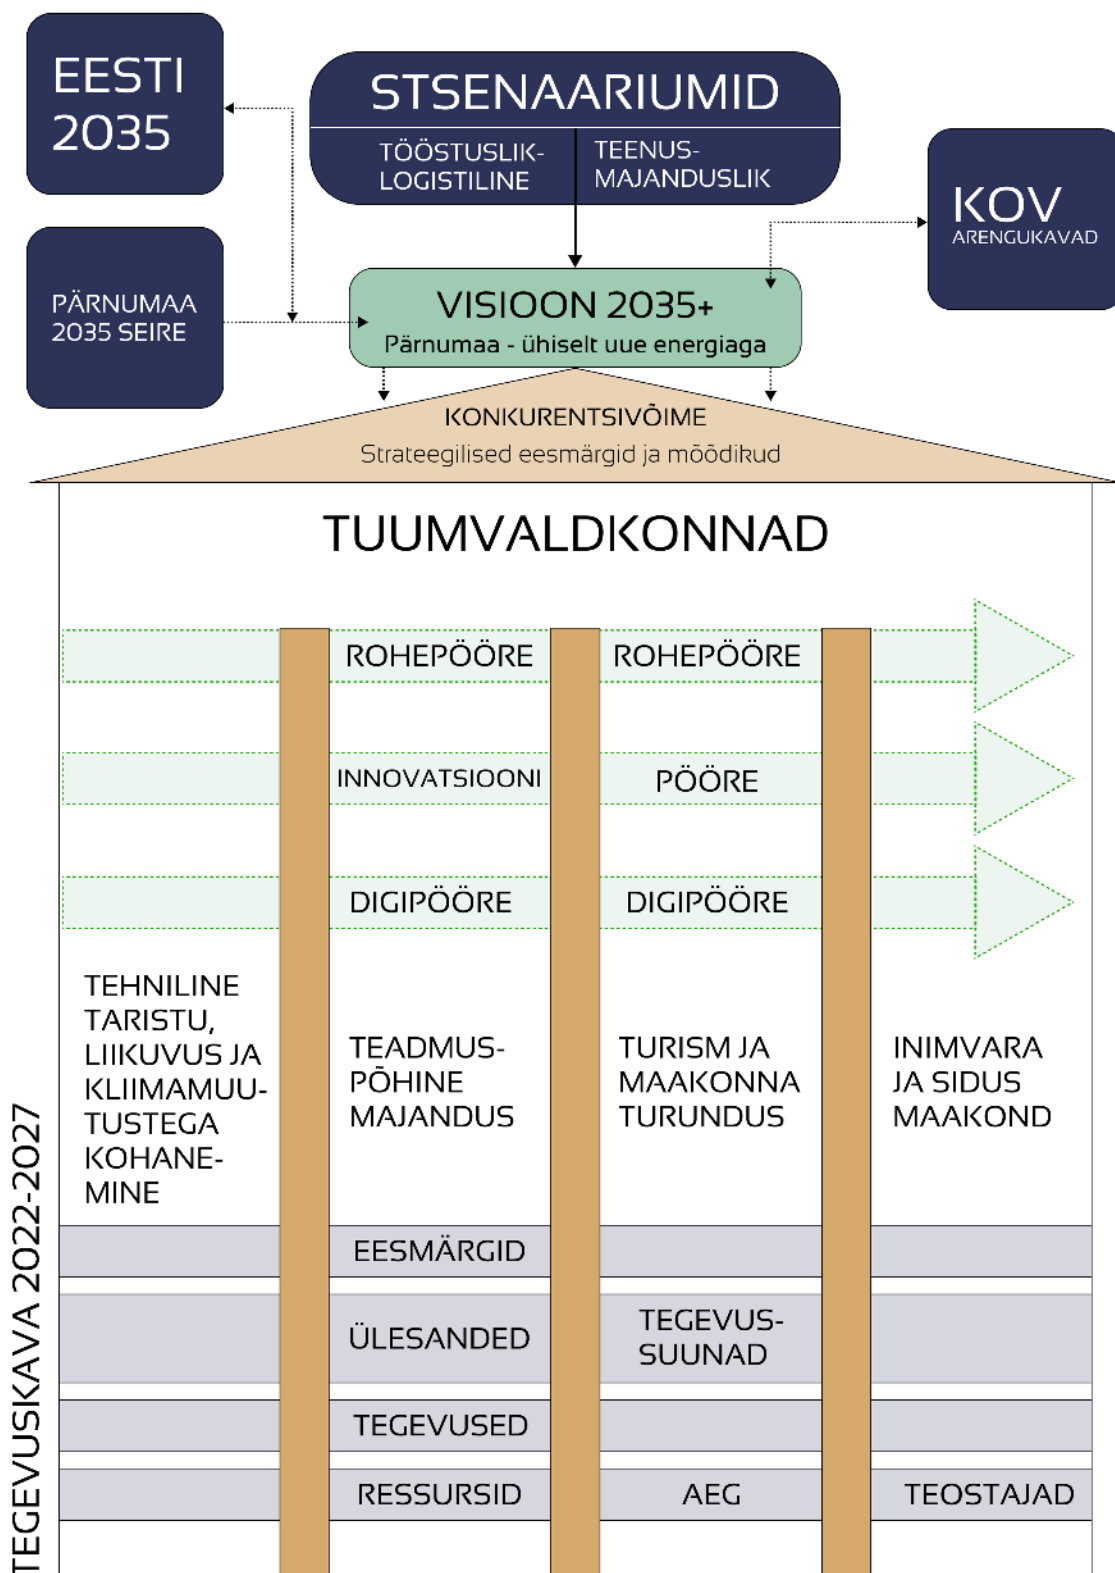 EESTI
2035
STSENAARIUMID
TÖÖSTUSLIK-
LOGISTILINE
TEENUS-
MAJANDUSLIK
KOV
ARENGUKAVAD
PÄRNUMAA
2035 SEIRE
VISIOON 2035+
Pärnumaa - ühiselt uue energiaga
KONKURENTSIVÕIME
Strateegilised eesmärgid ja mõõdikud
TUUMVALDKONNAD
ROHEPÖÖRE ROHEPÖÖRE
INNOVATSIOONI PÖÖRE
DIGIPÖÖRE DIGIPÖÖRE
TEHNILINE
TARISTU,
LIIKUVUS JA
KLIIMAMUU-
TUSTEGA
KOHANE-
MINE
TEADMUS-
PÕHINE
MAJANDUS
TURISM JA
MAAKONNA
TURUNDUS
INIMVARA
JA SIDUS
MAAKOND
TEGEVUSKAVA 2022-2027
EESMÄRGID
ÜLESANDED
TEGEVUS-
SUUNAD
TEGEVUSED
RESSURSID AEG TEOSTAJAD